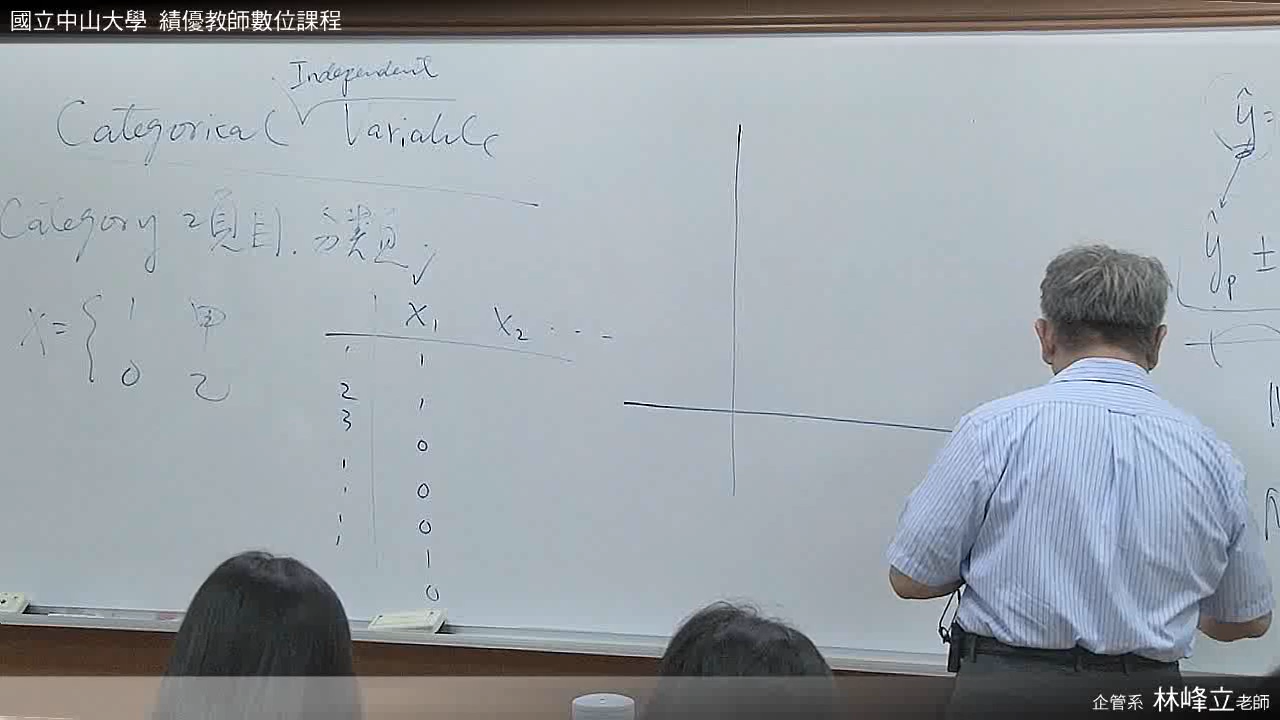 國立中山大學 績優教師數位課程
Independent
Categorical Variable
Category 項目. 分類
X = { 1 甲
0 乙
X₁ X₂ ...
1 1
2 1
3 0
0
0
1
0
ŷ =
ŷp ±
企管系 林峰立老師